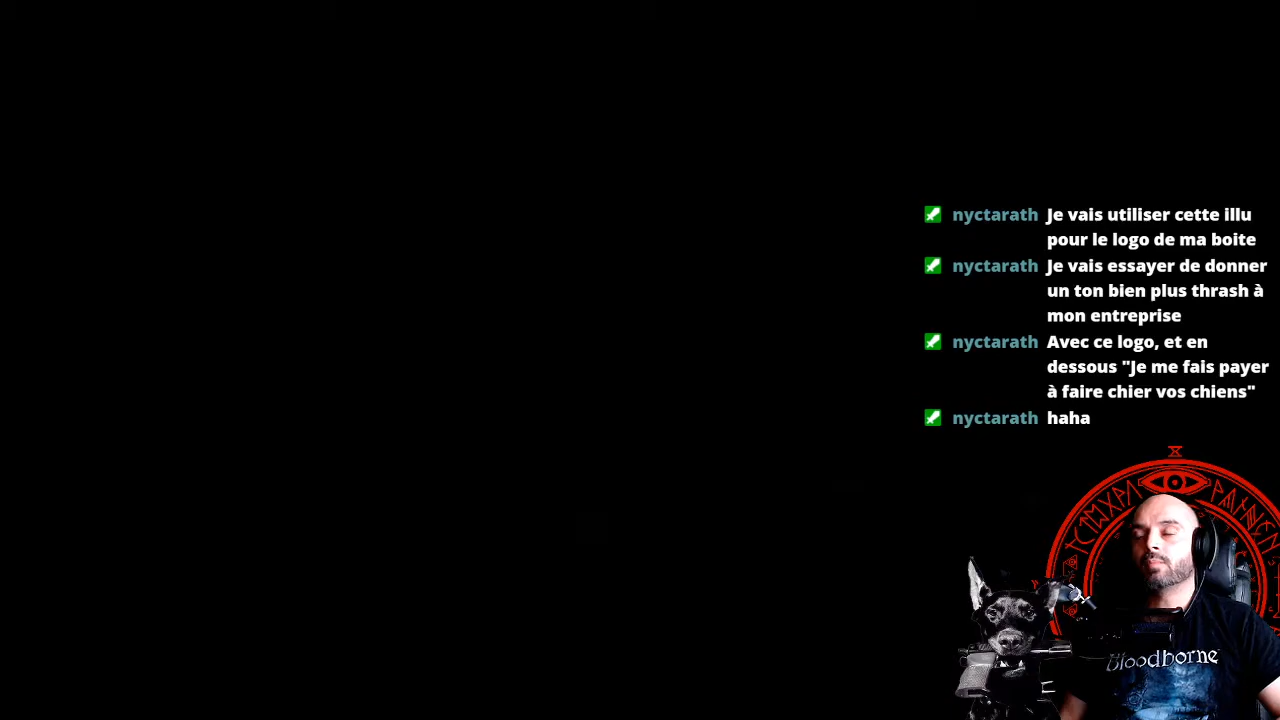 nyctarath Je vais utiliser cette illu
pour le logo de ma boite
nyctarath Je vais essayer de donner
un ton bien plus thrash à
mon entreprise
nyctarath Avec ce logo, et en
dessous "Je me fais payer
à faire chier vos chiens"
nyctarath haha
Bloodborne